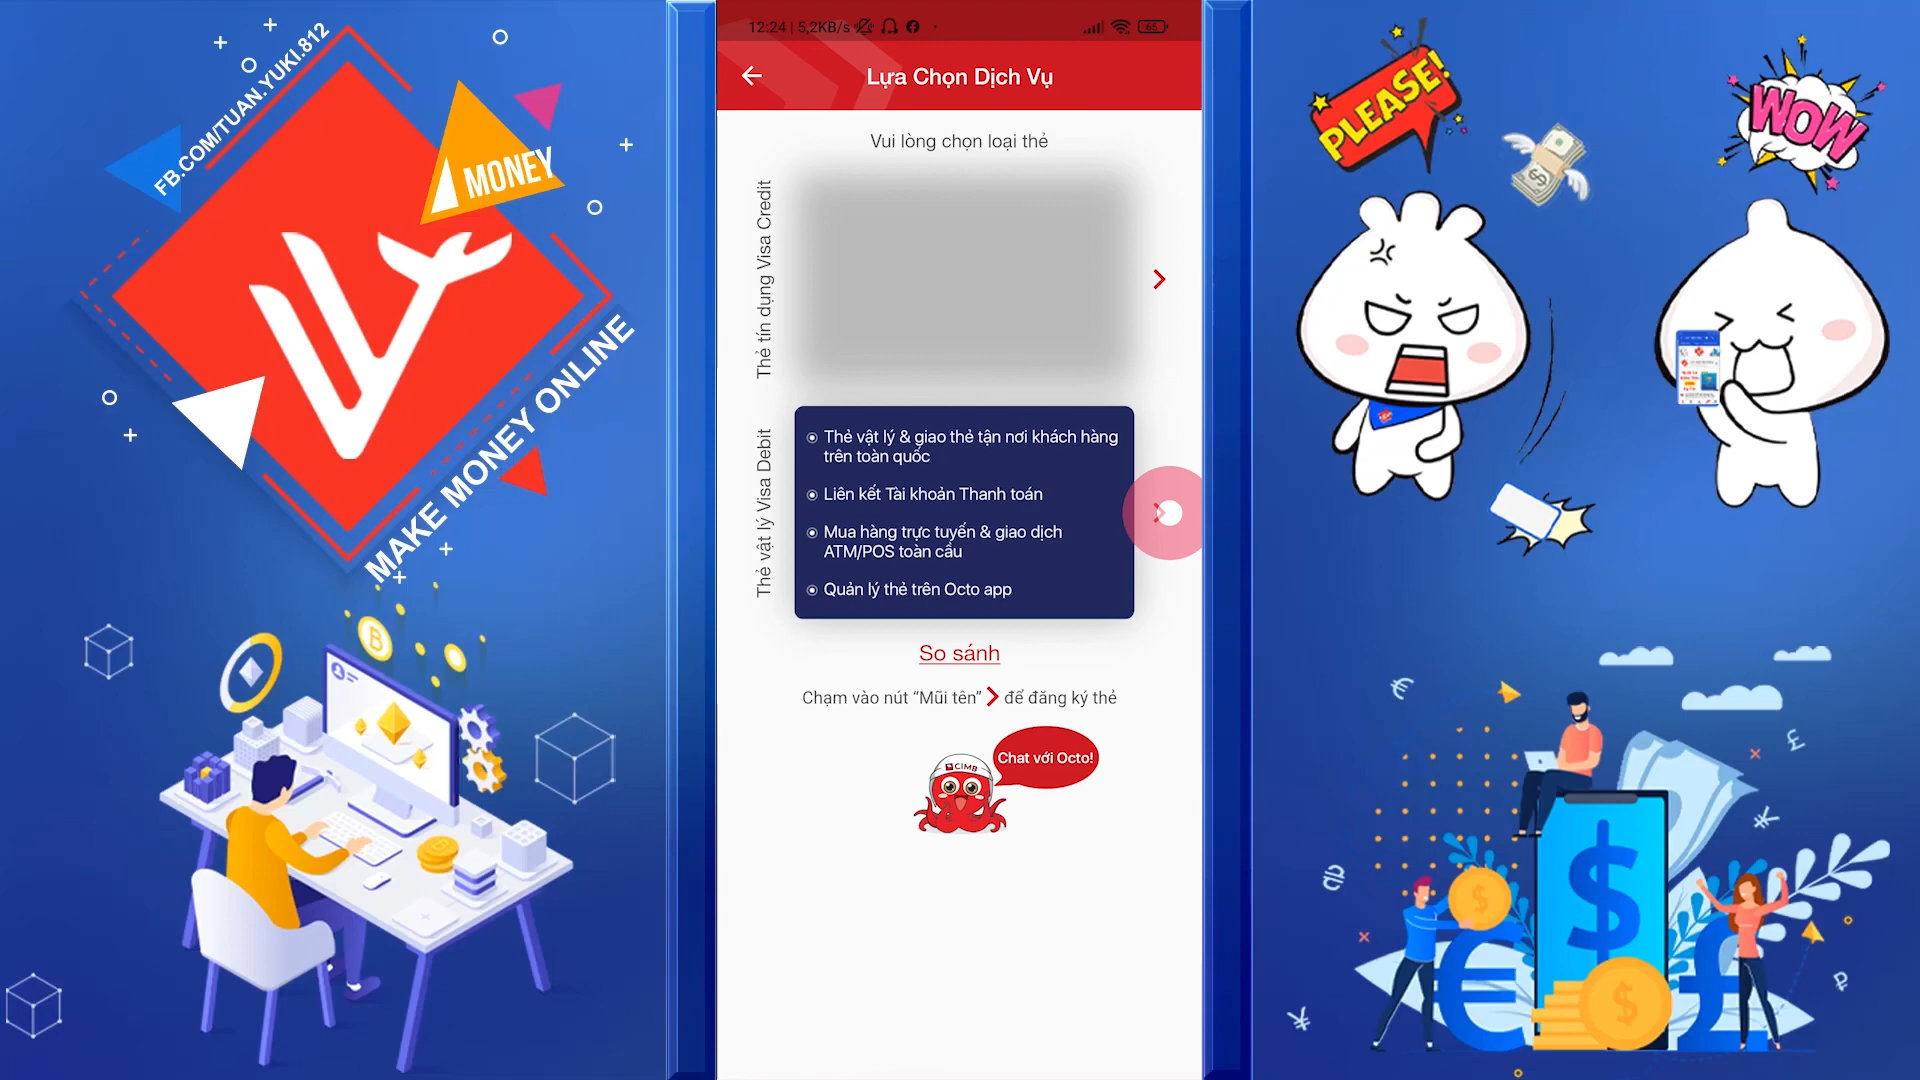 FB.COM/TUAN.YUKI.812
MONEY
MAKE MONEY ONLINE
12:24 | 5,2KB/s
65
Lựa Chọn Dịch Vụ
Vui lòng chọn loại thẻ
Thẻ tín dụng Visa Credit
Thẻ vật lý Visa Debit
Thẻ vật lý & giao thẻ tận nơi khách hàng
trên toàn quốc
Liên kết Tài khoản Thanh toán
Mua hàng trực tuyến & giao dịch
ATM/POS toàn cầu
Quản lý thẻ trên Octo app
So sánh
Chạm vào nút “Mũi tên” để đăng ký thẻ
Chat với Octo!
CIMB
PLEASE!
WOW